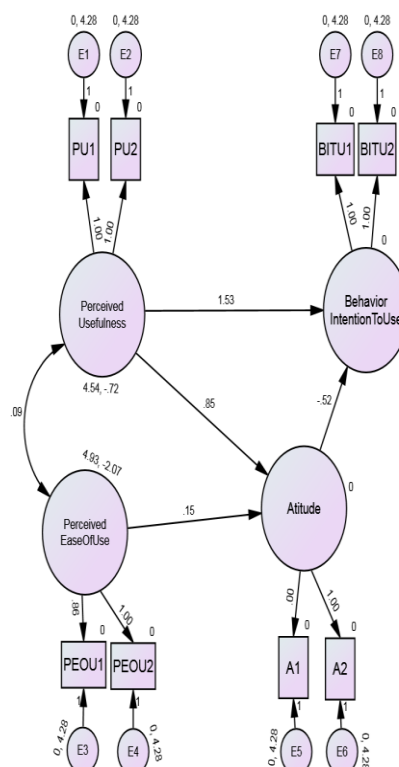 0, 4.28
0, 4.28
0, 4.28
0, 4.28
E1
E2
E7
E8
1
1
1
1
0
0
0
0
PU1
PU2
BITU1
BITU2
1.00
1.00
1.00
1.00
0
Perceived
Usefulness
1.53
Behavior
IntentionToUse
4.54, -.72
.09
.85
-.52
4.93, -2.07
0
Perceived
EaseOfUse
.15
Atitude
.86
1.00
.00
1.00
0
0
0
0
PEOU1
PEOU2
A1
A2
1
1
1
1
0, 4.28
0, 4.28
0, 4.28
0, 4.28
E3
E4
E5
E6